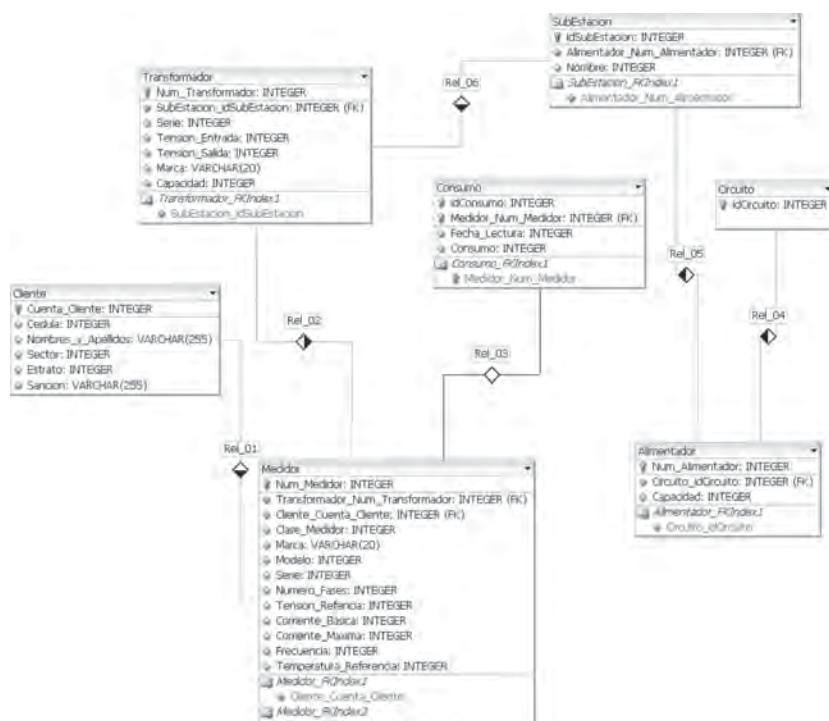 SubEstacion
idSubEstacion: INTEGER
Alimentador_Num_Alimentador: INTEGER (FK)
Nombre: INTEGER
SubEstacion_FKIndex1
Alimentador_Num_Alimentador
Transformador
Num_Transformador: INTEGER
SubEstacion_idSubEstacion: INTEGER (FK)
Serie: INTEGER
Tension_Entrada: INTEGER
Tension_Salida: INTEGER
Marca: VARCHAR(20)
Capacidad: INTEGER
Transformador_FKIndex1
SubEstacion_idSubEstacion
Rel_06
Consumo
idConsumo: INTEGER
Medidor_Num_Medidor: INTEGER (FK)
Fecha_Lectura: INTEGER
Consumo: INTEGER
Consumo_FKIndex1
Medidor_Num_Medidor
Circuito
idCircuito: INTEGER
Rel_05
Rel_04
Cliente
Cuenta_Cliente: INTEGER
Cedula: INTEGER
Nombres_y_Apellidos: VARCHAR(255)
Sector: INTEGER
Estrato: INTEGER
Sancion: VARCHAR(255)
Rel_02
Rel_03
Rel_01
Medidor
Num_Medidor: INTEGER
Transformador_Num_Transformador: INTEGER (FK)
Cliente_Cuenta_Cliente: INTEGER (FK)
Clase_Medidor: INTEGER
Marca: VARCHAR(20)
Modelo: INTEGER
Serie: INTEGER
Numero_Fases: INTEGER
Tension_Refencia: INTEGER
Corriente_Basica: INTEGER
Corriente_Maxima: INTEGER
Frecuencia: INTEGER
Temperatura_Referencia: INTEGER
Medidor_FKIndex1
Cliente_Cuenta_Cliente
Medidor_FKIndex2
Alimentador
Num_Alimentador: INTEGER
Circuito_idCircuito: INTEGER (FK)
Capacidad: INTEGER
Alimentador_FKIndex1
Circuito_idCircuito